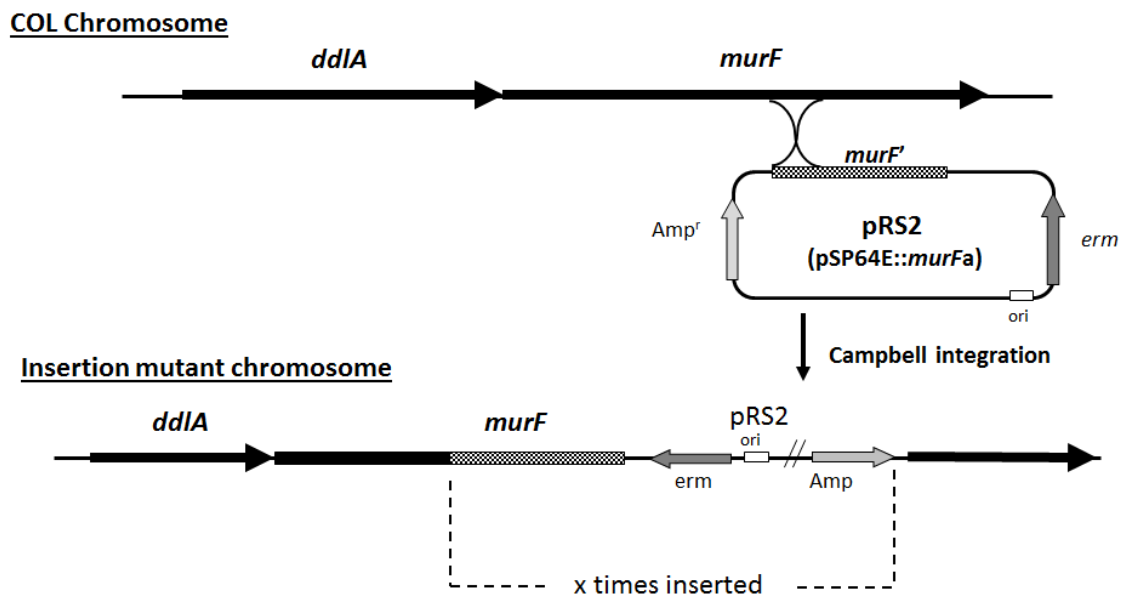 COL Chromosome
ddlA murF
murF’
Ampʳ pRS2 erm
(pSP64E::murFa)
ori
Campbell integration
Insertion mutant chromosome
ddlA murF pRS2
ori
erm Amp
x times inserted